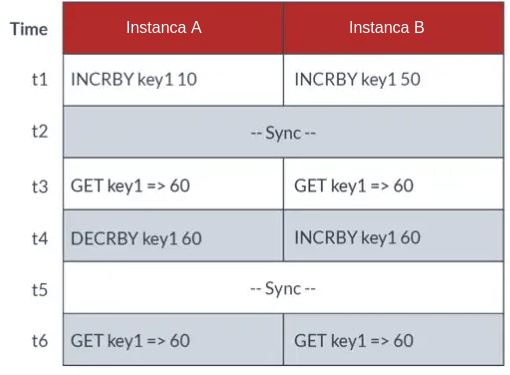 Time Instanca A Instanca B
t1 INCRBY key1 10 INCRBY key1 50
t2 -- Sync --
t3 GET key1 => 60 GET key1 => 60
t4 DECRBY key1 60 INCRBY key1 60
t5 -- Sync --
t6 GET key1 => 60 GET key1 => 60